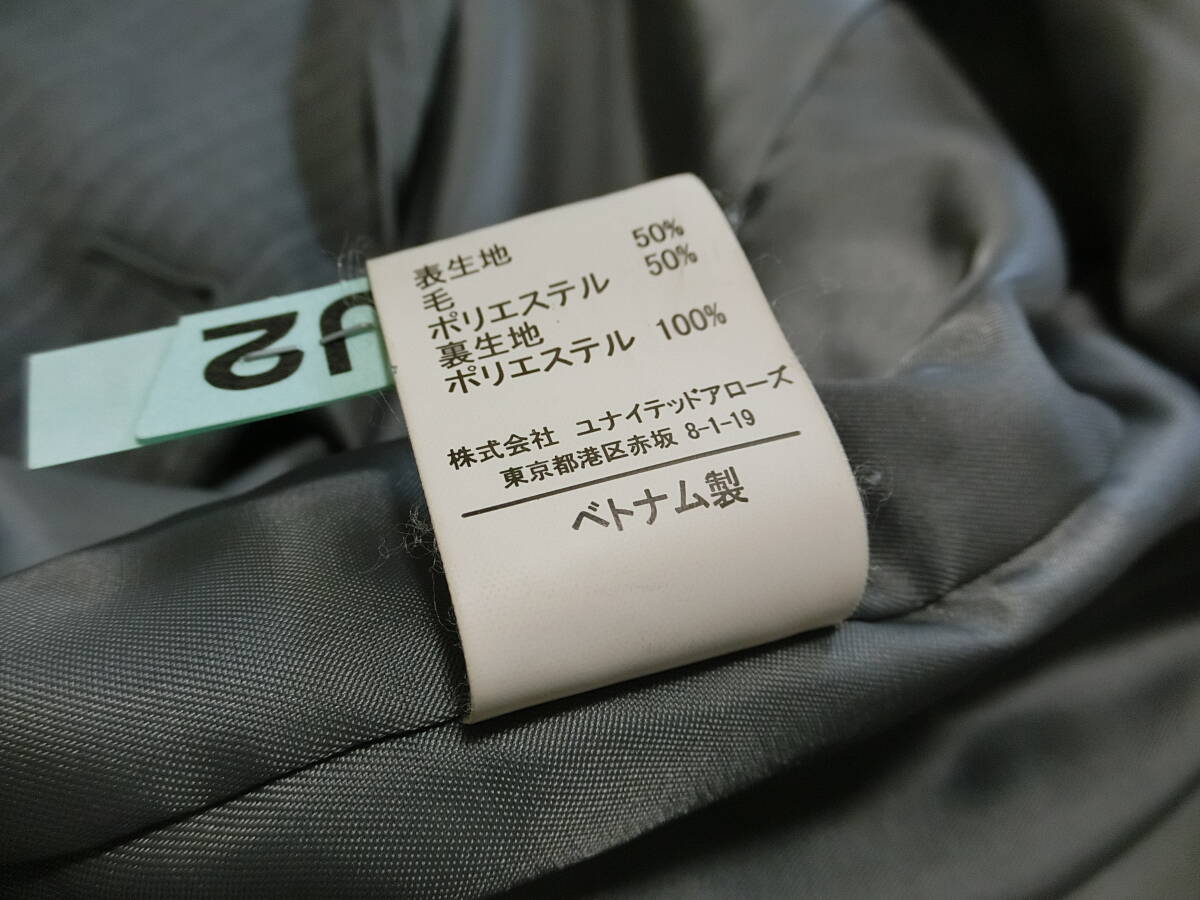 表生地
毛 50%
ポリエステル 50%
裏生地
ポリエステル 100%
株式会社 ユナイテッドアローズ
東京都港区赤坂 8-1-19
ベトナム製